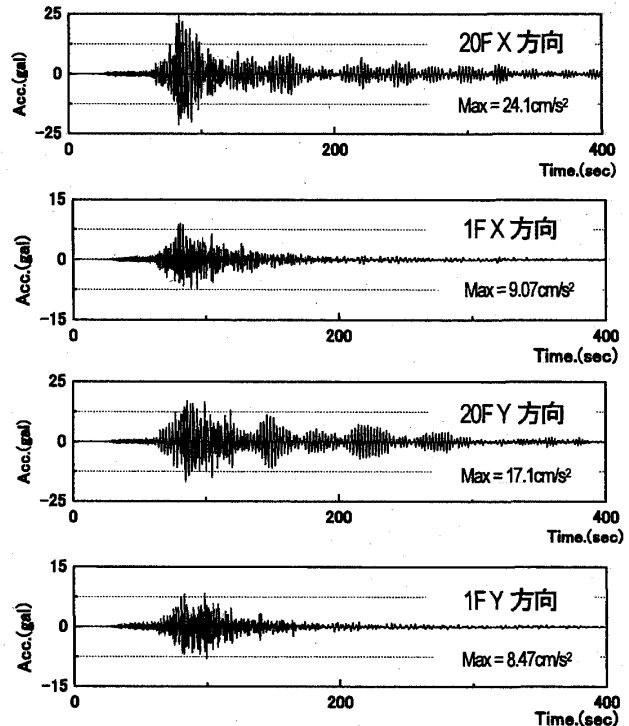 25
20F X 方向
Acc.(gal)
0
Max = 24.1cm/s²
-25
0
200
400
Time.(sec)
15
1F X 方向
Acc.(gal)
0
Max = 9.07cm/s²
-15
0
200
400
Time.(sec)
25
20F Y 方向
Acc.(gal)
0
Max = 17.1cm/s²
-25
0
200
400
Time.(sec)
15
1F Y 方向
Acc.(gal)
0
Max = 8.47cm/s²
-15
0
200
400
Time.(sec)